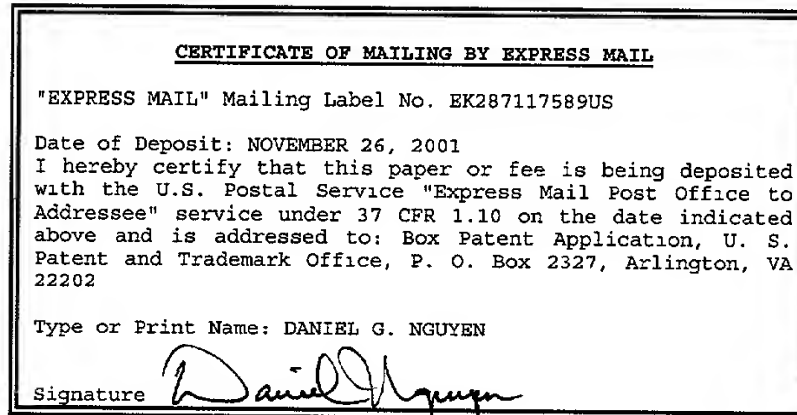 CERTIFICATE OF MAILING BY EXPRESS MAIL
"EXPRESS MAIL" Mailing Label No. EK287117589US
Date of Deposit: NOVEMBER 26, 2001
I hereby certify that this paper or fee is being deposited
with the U.S. Postal Service "Express Mail Post Office to
Addressee" service under 37 CFR 1.10 on the date indicated
above and is addressed to: Box Patent Application, U. S.
Patent and Trademark Office, P. O. Box 2327, Arlington, VA
22202
Type or Print Name: DANIEL G. NGUYEN
Signature Daniel G Nguyen